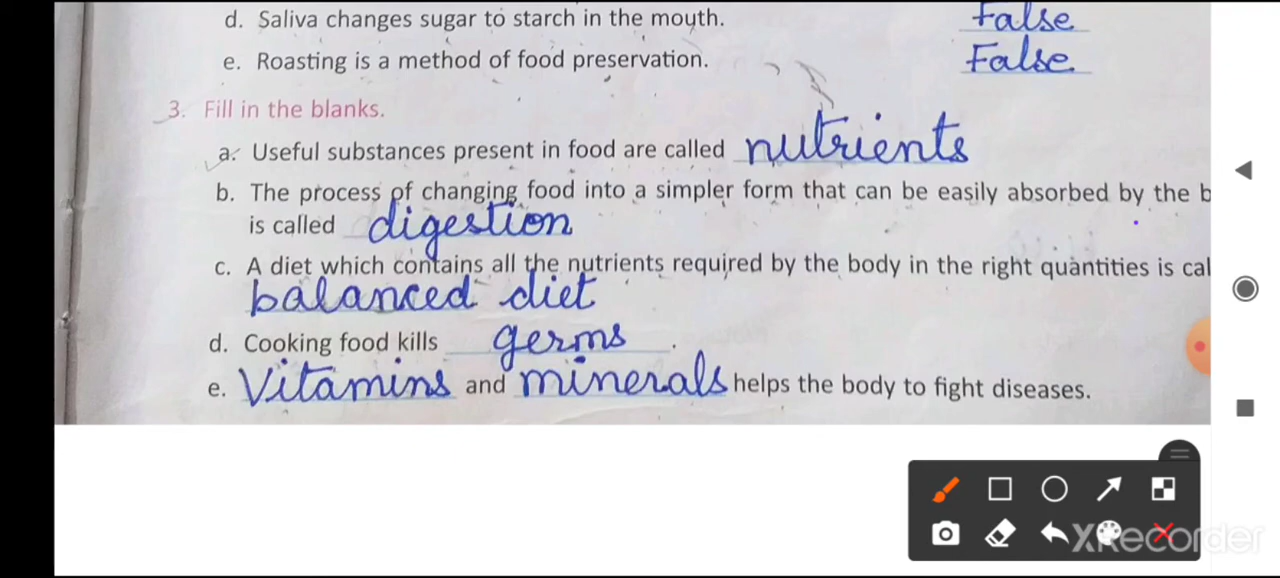 d. Saliva changes sugar to starch in the mouth. False
e. Roasting is a method of food preservation. False
3. Fill in the blanks.
a. Useful substances present in food are called nutrients
b. The process of changing food into a simpler form that can be easily absorbed by the b
is called digestion
c. A diet which contains all the nutrients required by the body in the right quantities is cal
balanced diet
d. Cooking food kills germs.
e. Vitamins and minerals helps the body to fight diseases.
XRecorder